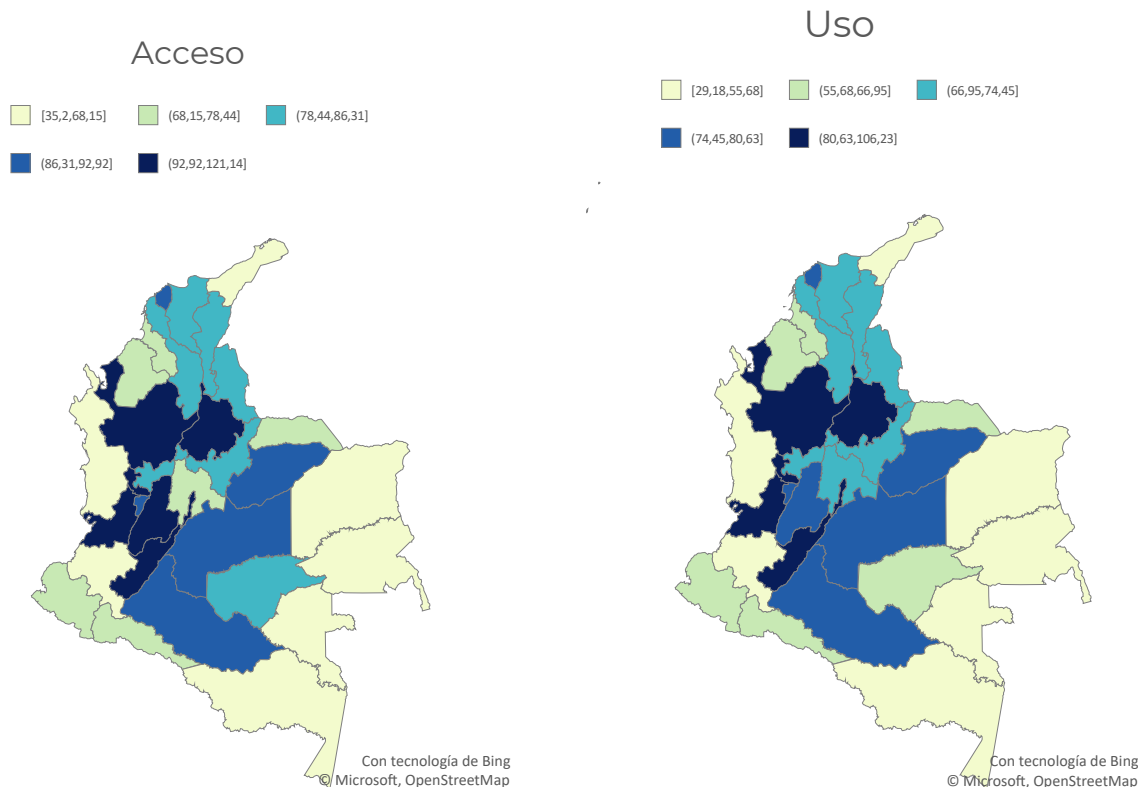 Acceso
[35,2,68,15]
(68,15,78,44]
(78,44,86,31]
(86,31,92,92]
(92,92,121,14]
Con tecnología de Bing
© Microsoft, OpenStreetMap
Uso
[29,18,55,68]
(55,68,66,95]
(66,95,74,45]
(74,45,80,63]
(80,63,106,23]
Con tecnología de Bing
© Microsoft, OpenStreetMap